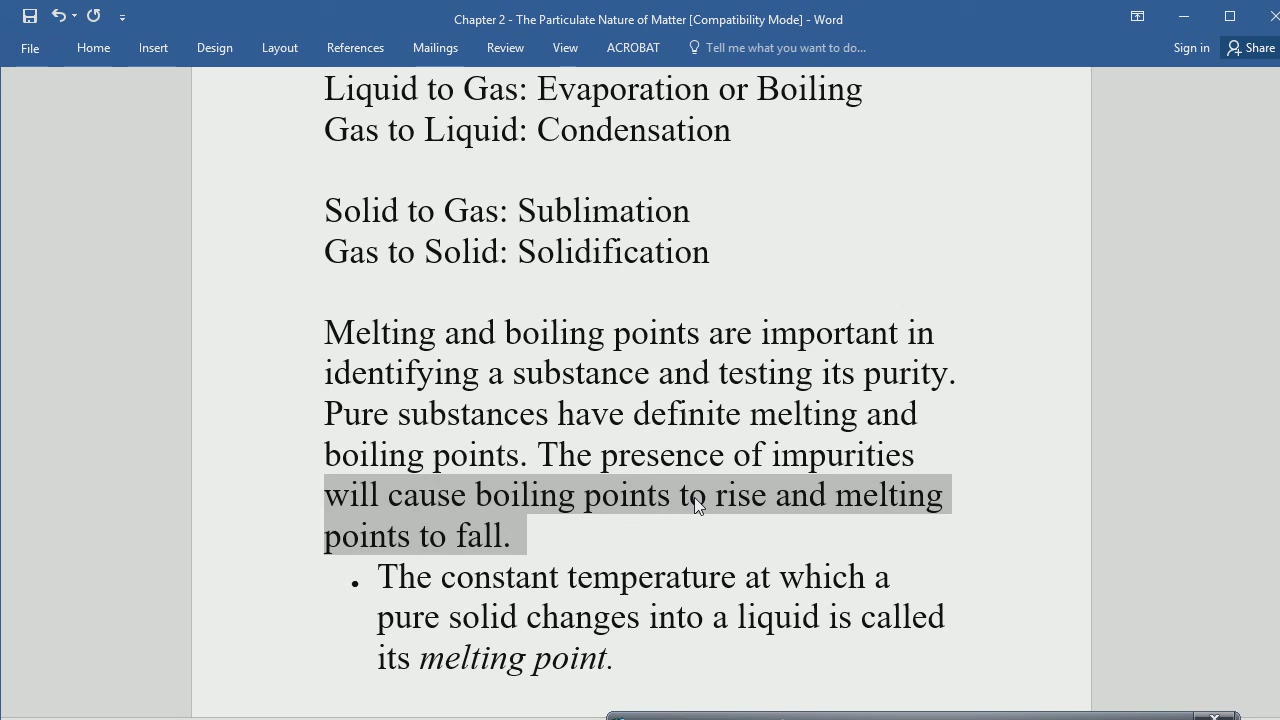 Chapter 2 - The Particulate Nature of Matter [Compatibility Mode] - Word
File Home Insert Design Layout References Mailings Review View ACROBAT Tell me what you want to do... Sign in Share
Liquid to Gas: Evaporation or Boiling
Gas to Liquid: Condensation
Solid to Gas: Sublimation
Gas to Solid: Solidification
Melting and boiling points are important in
identifying a substance and testing its purity.
Pure substances have definite melting and
boiling points. The presence of impurities
will cause boiling points to rise and melting
points to fall.
• The constant temperature at which a
pure solid changes into a liquid is called
its melting point.